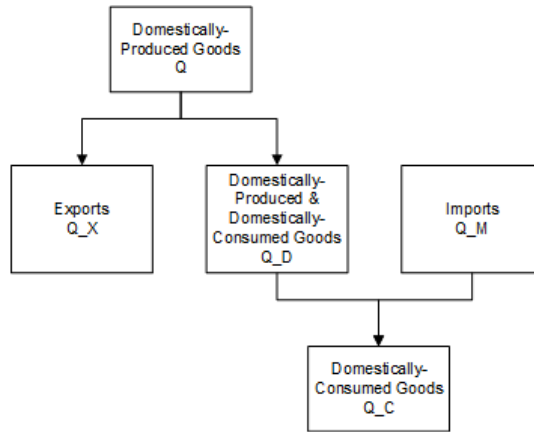 Domestically-
Produced Goods
Q
Exports
Q_X
Domestically-
Produced &
Domestically-
Consumed Goods
Q_D
Imports
Q_M
Domestically-
Consumed Goods
Q_C